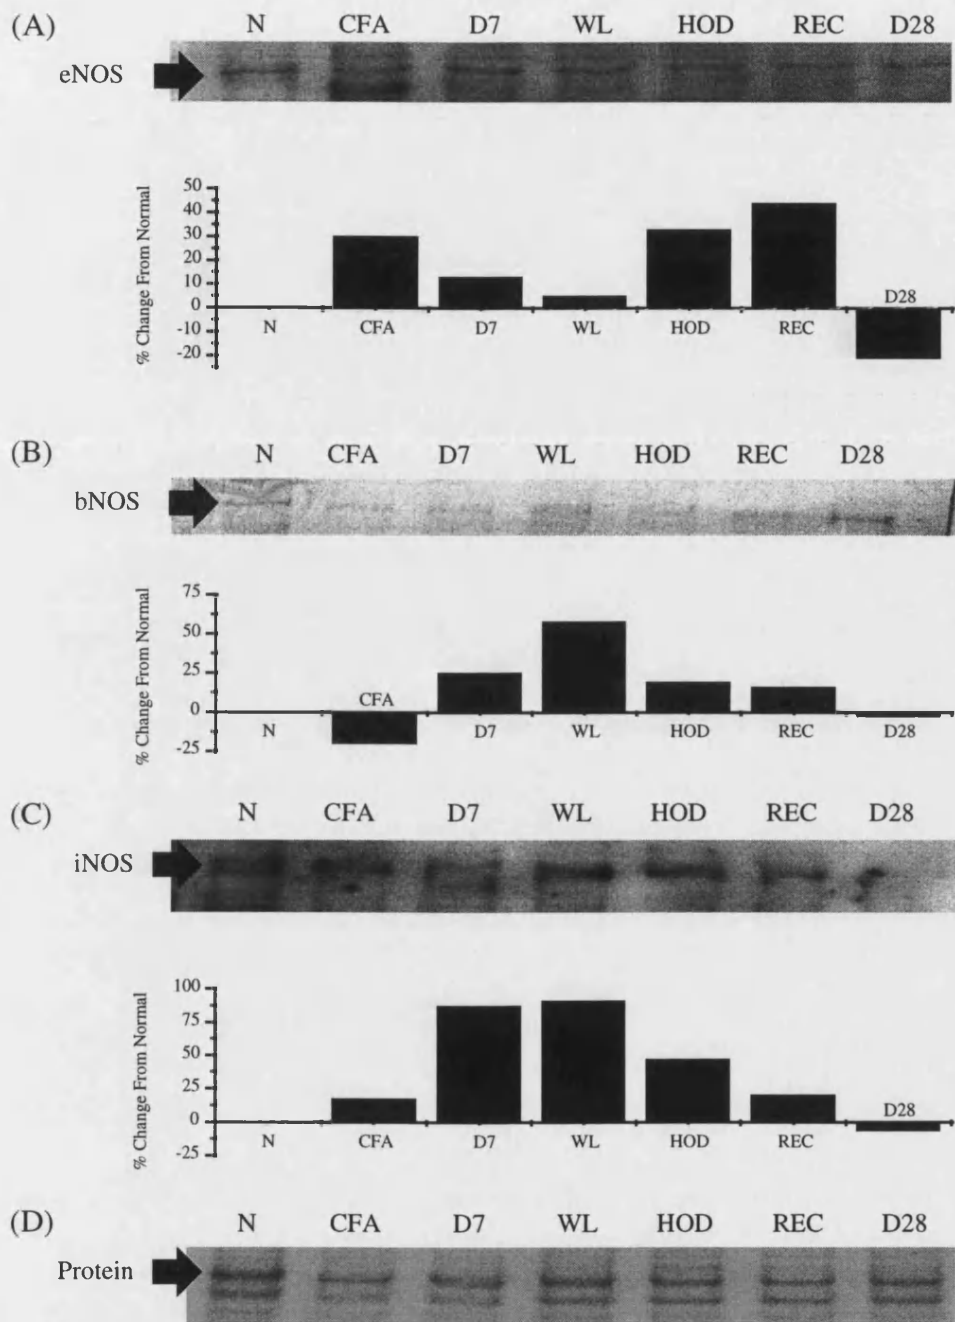 (A) N CFA D7 WL HOD REC D28
eNOS
% Change From Normal
50
40
30
20
10
0
-10
-20
N CFA D7 WL HOD REC D28
(B) N CFA D7 WL HOD REC D28
bNOS
% Change From Normal
75
50
25
0
-25
N CFA D7 WL HOD REC D28
(C) N CFA D7 WL HOD REC D28
iNOS
% Change From Normal
100
75
50
25
0
-25
N CFA D7 WL HOD REC D28
(D) N CFA D7 WL HOD REC D28
Protein